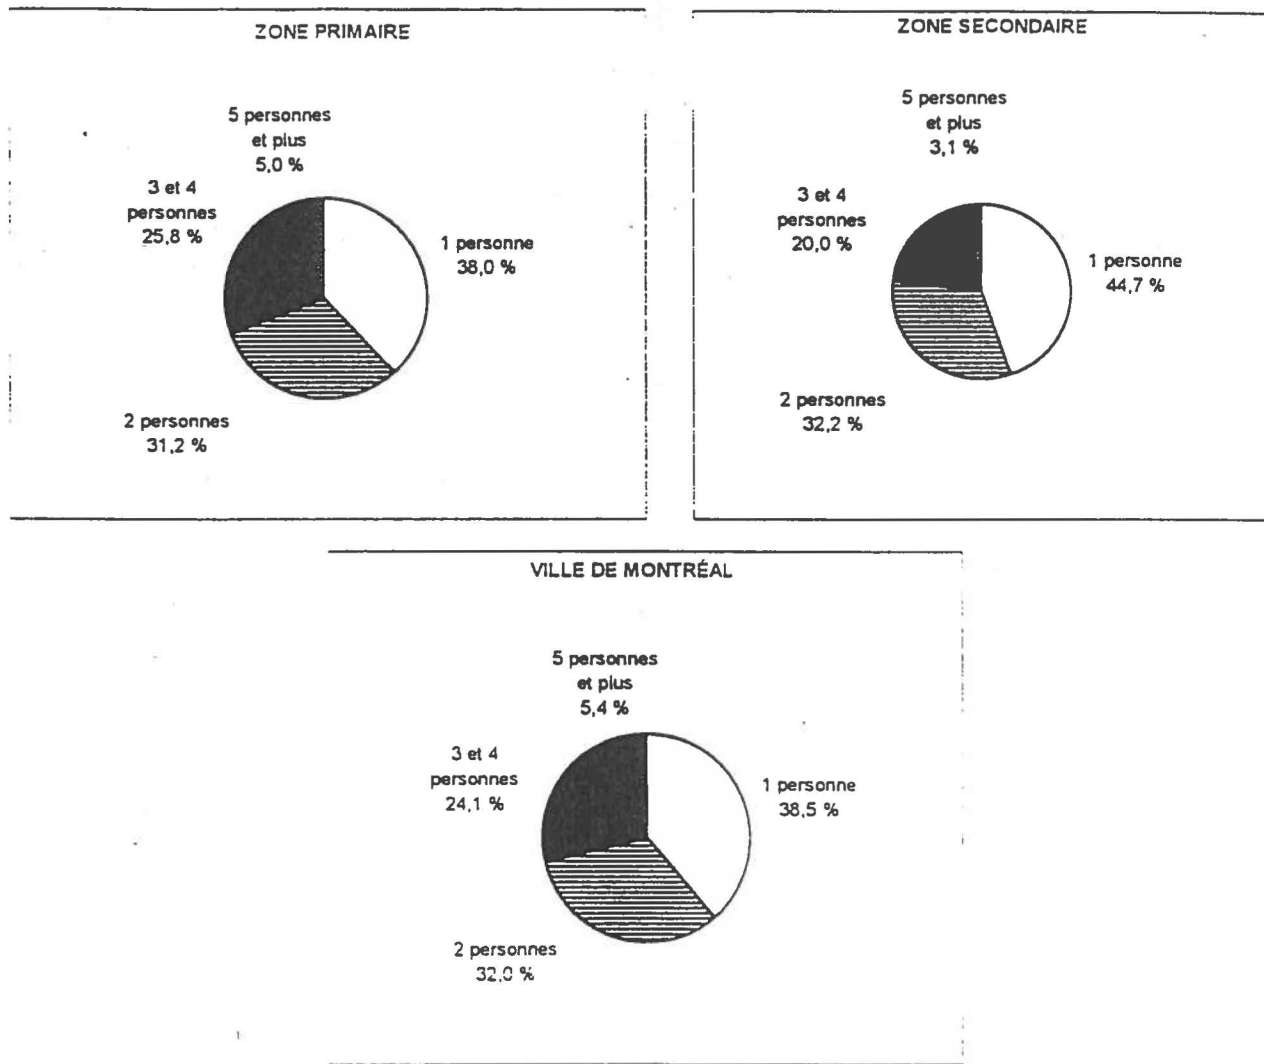 ZONE PRIMAIRE
5 personnes
et plus
5,0 %
3 et 4
personnes
25,8 %
1 personne
38,0 %
2 personnes
31,2 %
ZONE SECONDAIRE
5 personnes
et plus
3,1 %
3 et 4
personnes
20,0 %
1 personne
44,7 %
2 personnes
32,2 %
VILLE DE MONTRÉAL
5 personnes
et plus
5,4 %
3 et 4
personnes
24,1 %
1 personne
38,5 %
2 personnes
32,0 %